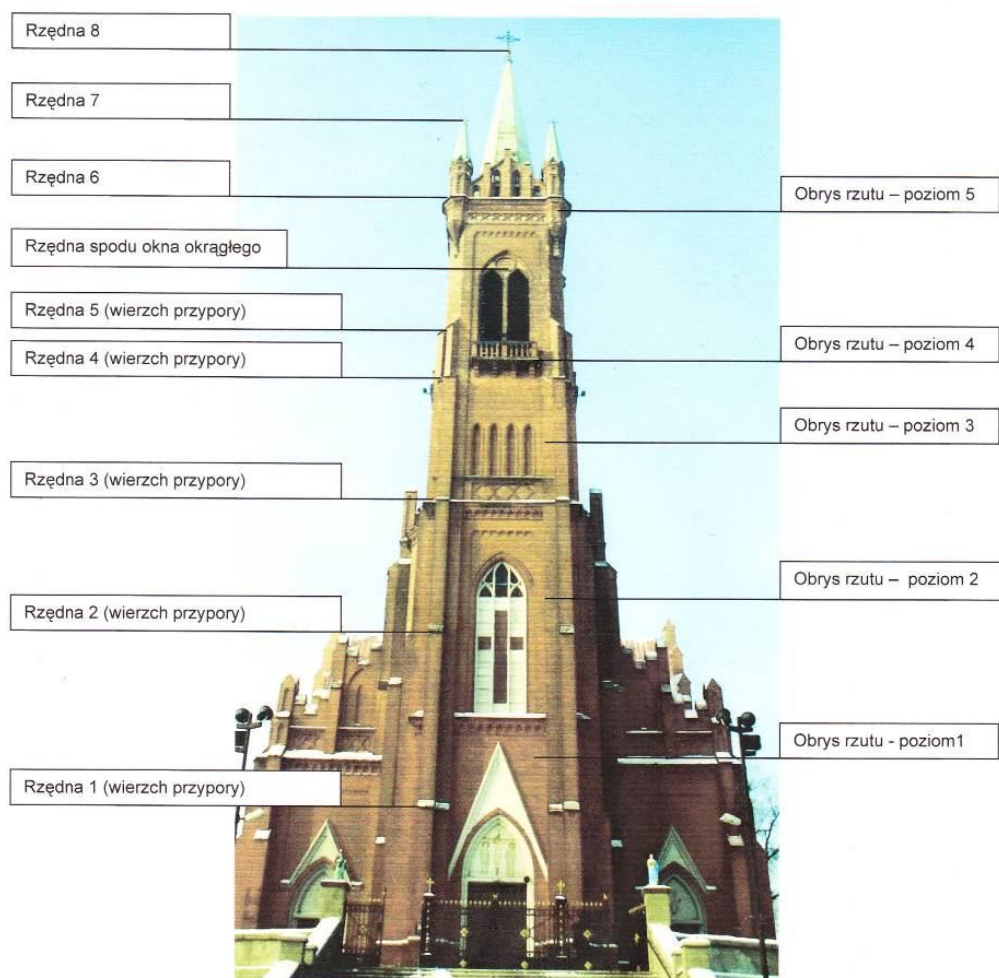 Rzędna 8
Rzędna 7
Rzędna 6
Obrys rzutu – poziom 5
Rzędna spodu okna okrągłego
Rzędna 5 (wierzch przypory)
Obrys rzutu – poziom 4
Rzędna 4 (wierzch przypory)
Obrys rzutu – poziom 3
Rzędna 3 (wierzch przypory)
Obrys rzutu –  poziom 2
Rzędna 2 (wierzch przypory)
Obrys rzutu - poziom1
Rzędna 1 (wierzch przypory)